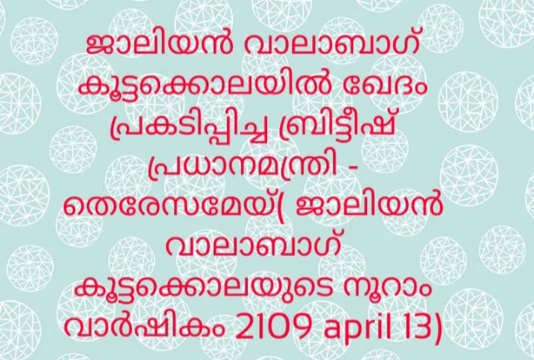 ജാലിയൻ വാലാബാഗ്
കൂട്ടക്കൊലയിൽ ഖേദം
പ്രകടിപ്പിച്ച ബ്രിട്ടീഷ്
പ്രധാനമന്ത്രി -
തെരേസമേയ്( ജാലിയൻ
വാലാബാഗ്
കൂട്ടക്കൊലയുടെ നൂറാം
വാർഷികം 2109 april 13)